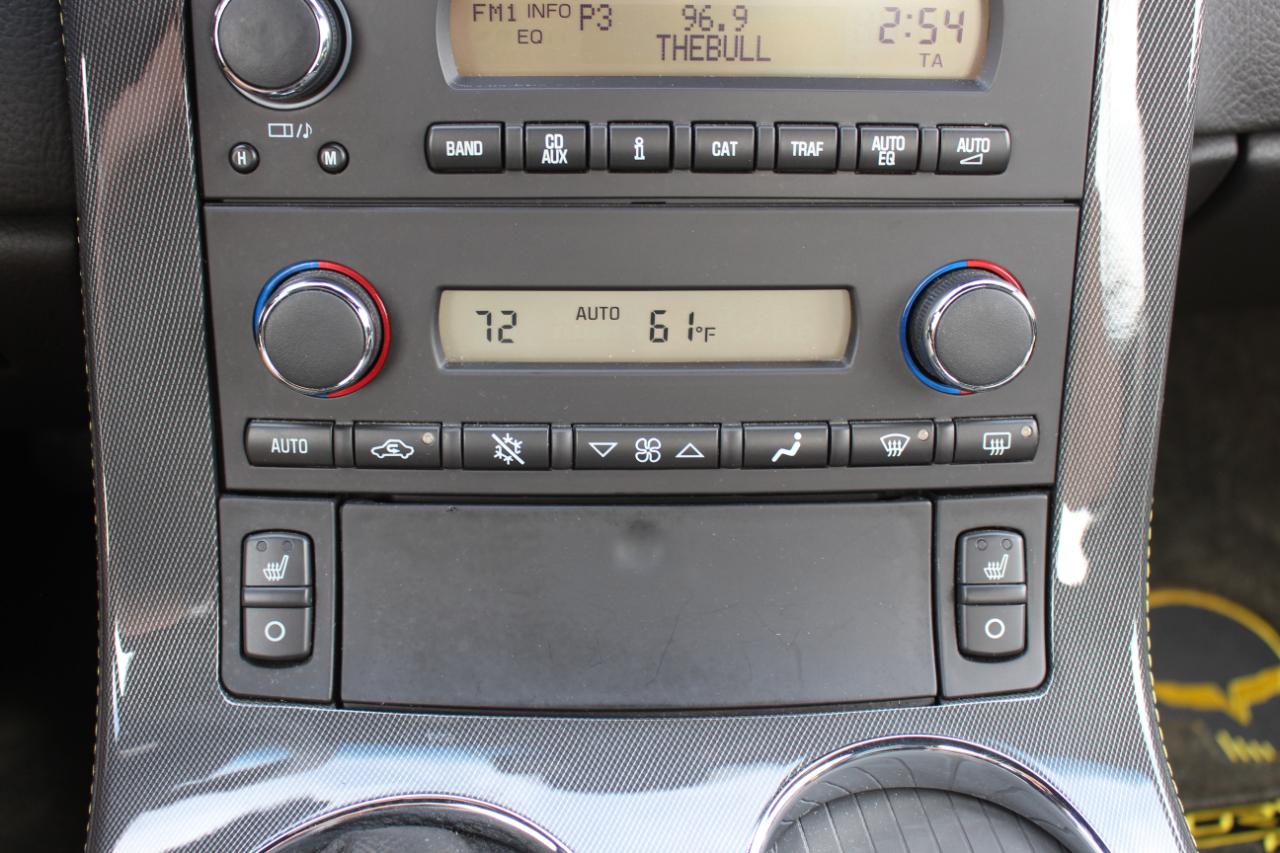 FM1 INFO P3 96.9 2:54
EQ THEBULL TA
H M
BAND CD AUX i CAT TRAF AUTO EQ AUTO
72 AUTO 61°F
AUTO